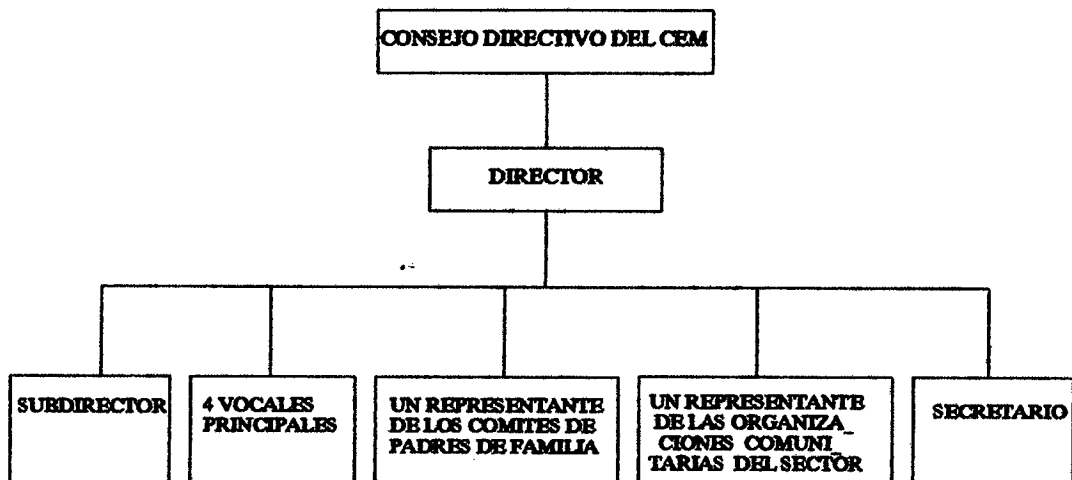 CONSEJO DIRECTIVO DEL CEM
DIRECTOR
SUBDIRECTOR
4 VOCALES
PRINCIPALES
UN REPRESENTANTE
DE LOS COMITES DE
PADRES DE FAMILIA
UN REPRESENTANTE
DE LAS ORGANIZA_
CIONES COMUNI_
TARIAS DEL SECTOR
SECRETARIO